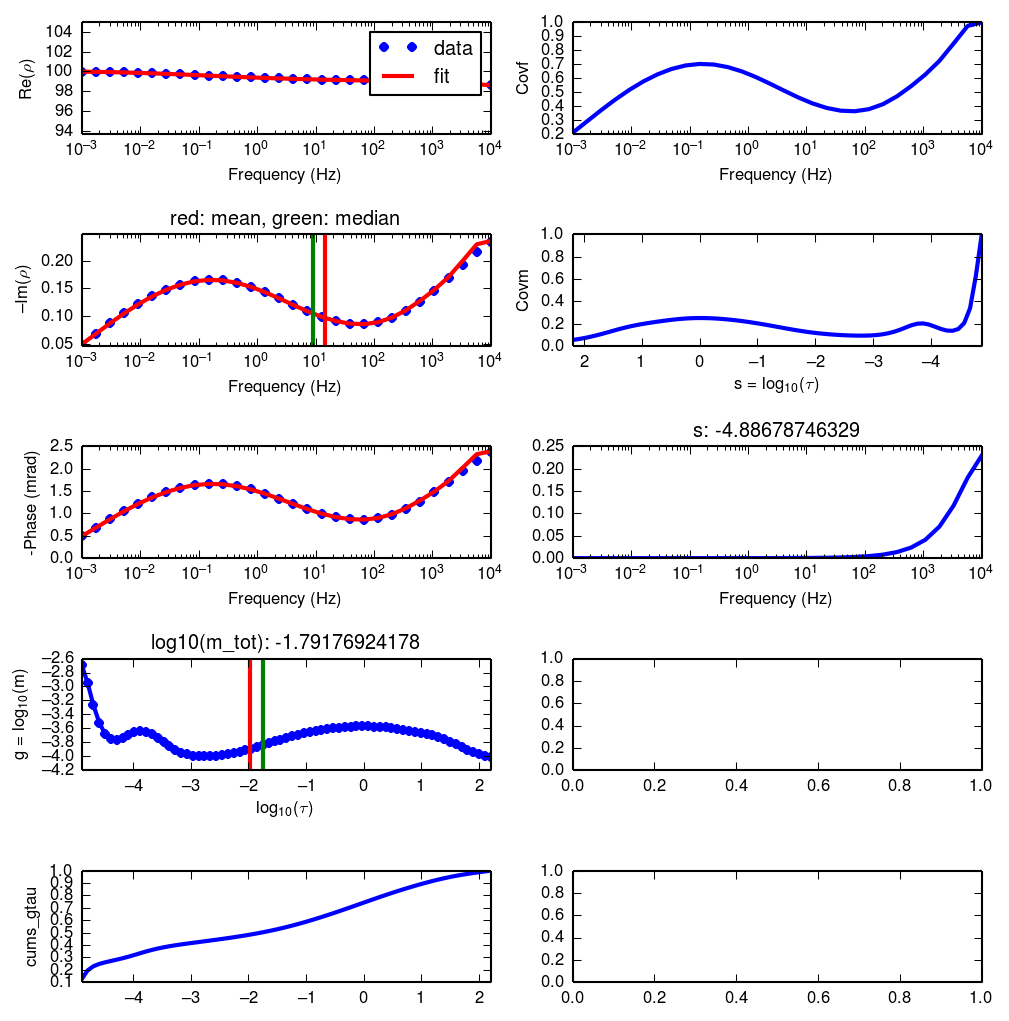 104
102
100
98
96
94
Re(ρ)
data
fit
10⁻³ 10⁻² 10⁻¹ 10⁰ 10¹ 10² 10³ 10⁴
Frequency (Hz)
1.0
0.9
0.8
0.7
0.6
0.5
0.4
0.3
0.2
Covf
10⁻³ 10⁻² 10⁻¹ 10⁰ 10¹ 10² 10³ 10⁴
Frequency (Hz)
red: mean, green: median
0.20
0.15
0.10
0.05
−Im(ρ)
10⁻³ 10⁻² 10⁻¹ 10⁰ 10¹ 10² 10³ 10⁴
Frequency (Hz)
1.0
0.8
0.6
0.4
0.2
0.0
Covm
2 1 0 −1 −2 −3 −4
s = log₁₀(τ)
2.5
2.0
1.5
1.0
0.5
0.0
-Phase (mrad)
10⁻³ 10⁻² 10⁻¹ 10⁰ 10¹ 10² 10³ 10⁴
Frequency (Hz)
s: -4.88678746329
0.25
0.20
0.15
0.10
0.05
0.00
10⁻³ 10⁻² 10⁻¹ 10⁰ 10¹ 10² 10³ 10⁴
Frequency (Hz)
log10(m_tot): -1.79176924178
−2.6
−2.8
−3.0
−3.2
−3.4
−3.6
−3.8
−4.0
−4.2
g = log₁₀(m)
−4 −3 −2 −1 0 1 2
log₁₀(τ)
1.0
0.8
0.6
0.4
0.2
0.0
0.0 0.2 0.4 0.6 0.8 1.0
1.0
0.9
0.8
0.7
0.6
0.5
0.4
0.3
0.2
0.1
cums_gtau
−4 −3 −2 −1 0 1 2
1.0
0.8
0.6
0.4
0.2
0.0
0.0 0.2 0.4 0.6 0.8 1.0